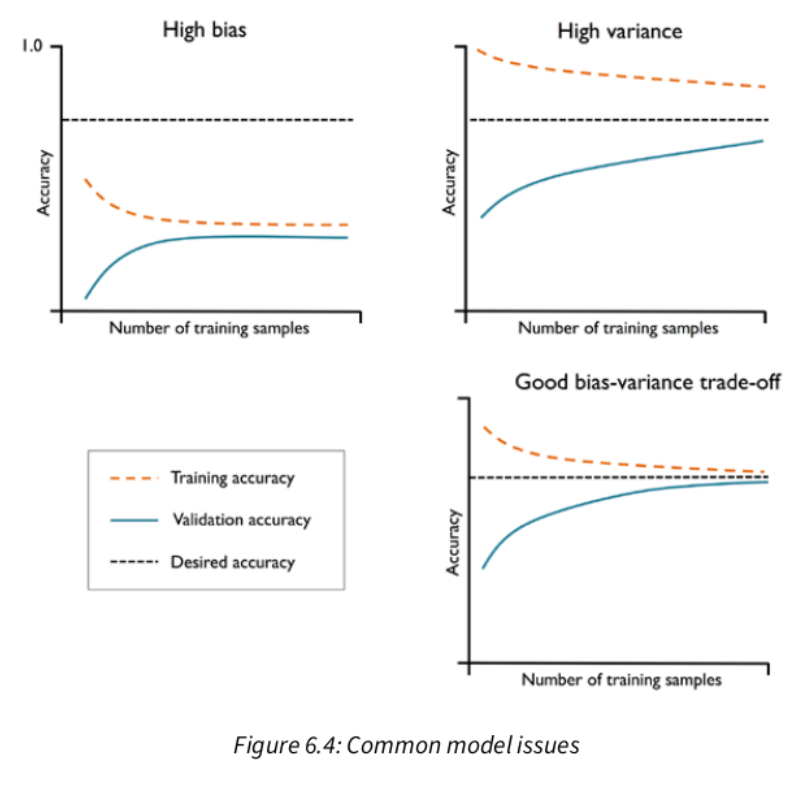 High bias
1.0
Accuracy
Number of training samples
High variance
Accuracy
Number of training samples
Training accuracy
Validation accuracy
Desired accuracy
Good bias-variance trade-off
Accuracy
Number of training samples
Figure 6.4: Common model issues